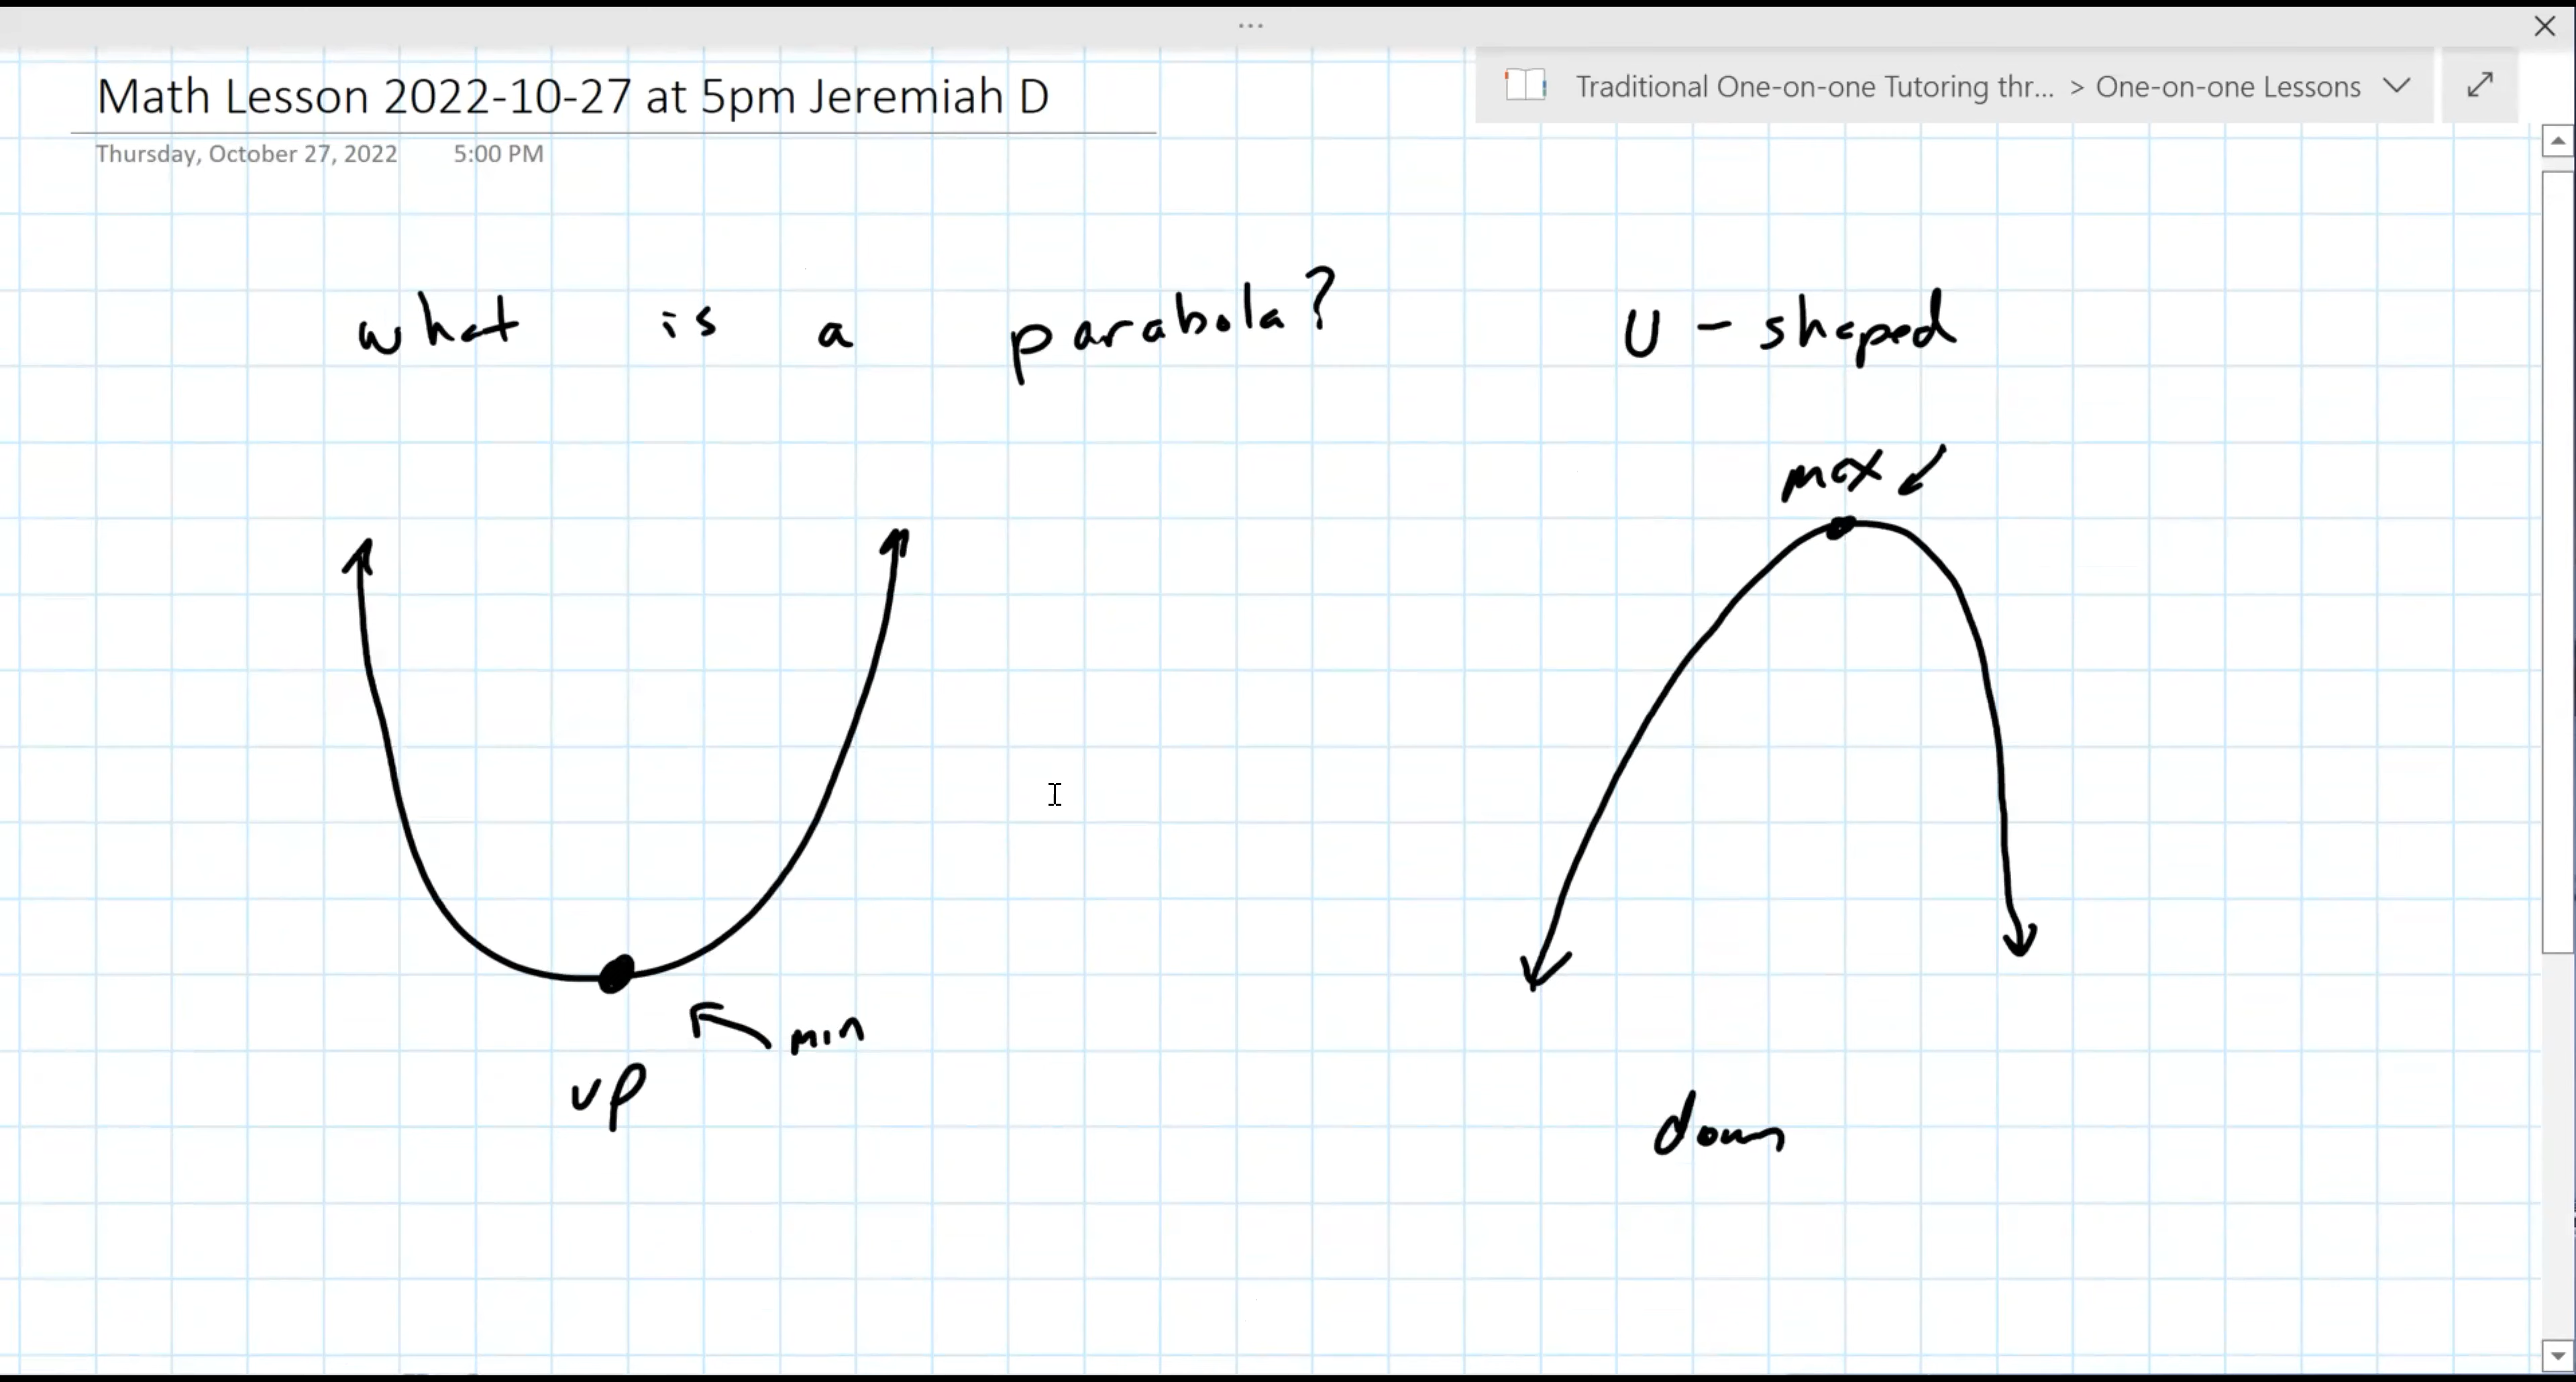 ...
Math Lesson 2022-10-27 at 5pm Jeremiah D
Traditional One-on-one Tutoring thr... > One-on-one Lessons
Thursday, October 27, 2022 5:00 PM
what is a parabola? U - shaped
max
min
up
down